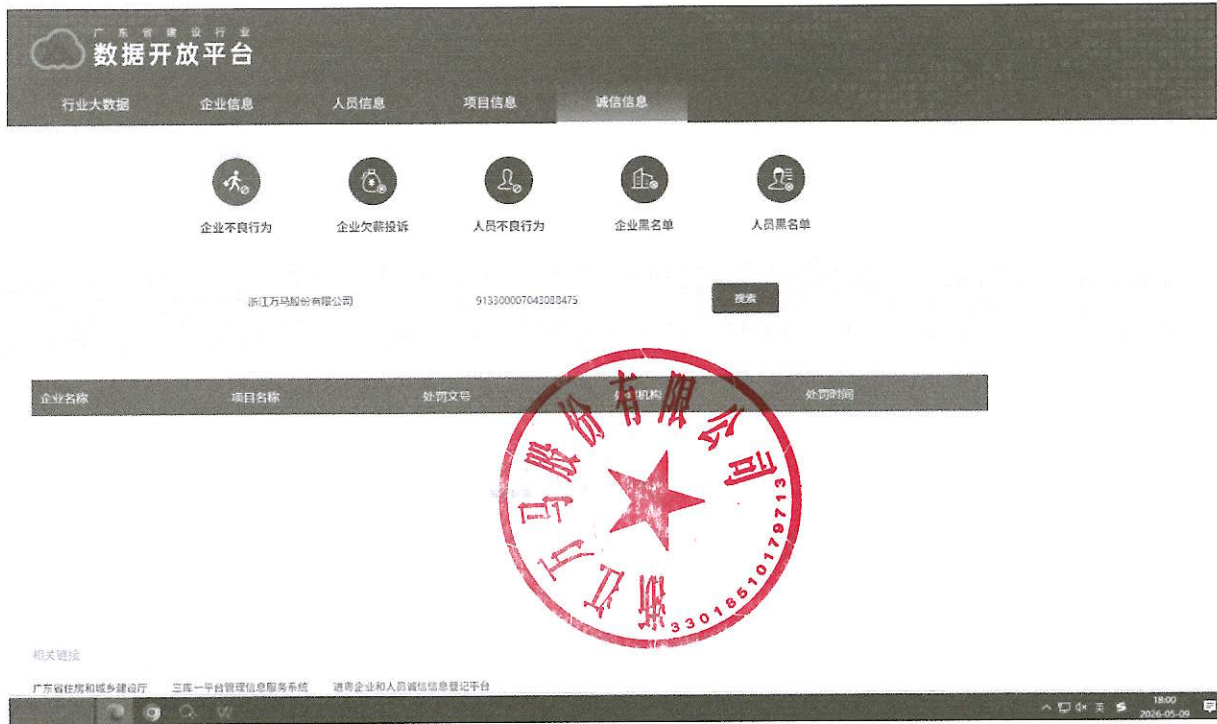 广东省建设行业
数据开放平台
行业大数据 企业信息 人员信息 项目信息 诚信信息
企业不良行为 企业欠薪投诉 人员不良行为 企业黑名单 人员黑名单
浙江万马股份有限公司 913300007043088475 搜索
企业名称 项目名称 处罚文号 处罚机构 处罚时间
浙江万马股份有限公司
3301851017971３
相关链接
广东省住房和城乡建设厅 三库一平台管理信息服务系统 进粤企业和人员诚信信息登记平台
英 18:00
2026-05-09